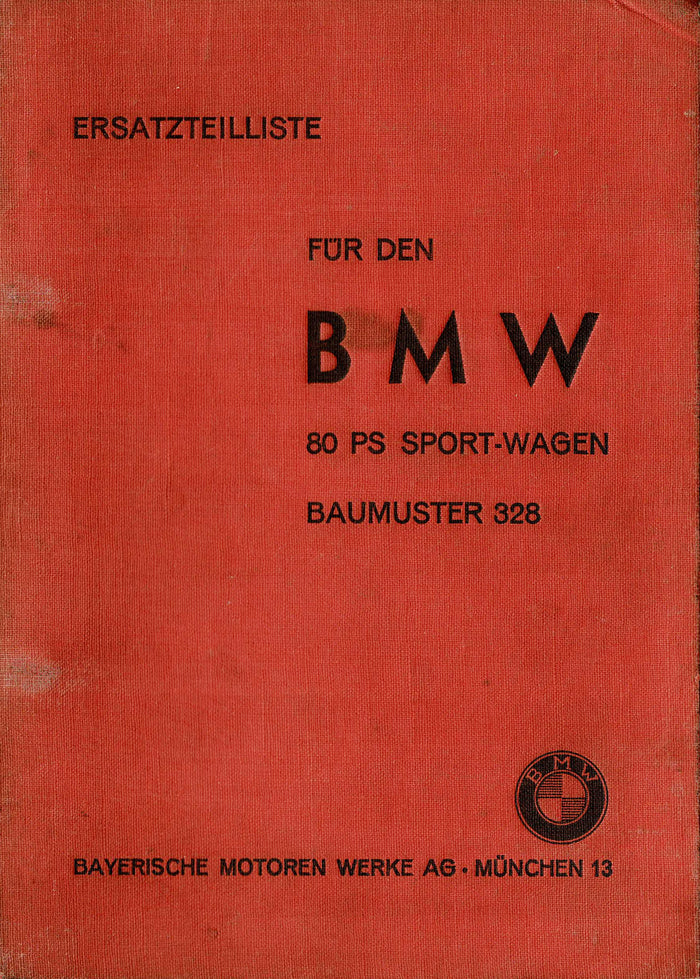 ERSATZTEILLISTE
FÜR DEN
BMW
80 PS SPORT-WAGEN
BAUMUSTER 328
BMW
BAYERISCHE MOTOREN WERKE AG · MÜNCHEN 13